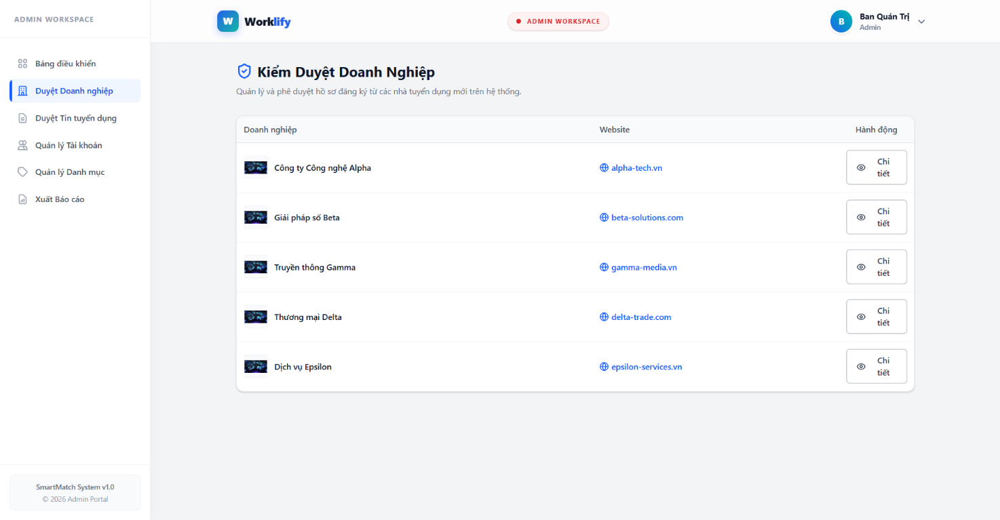 ADMIN WORKSPACE
W Worklify
ADMIN WORKSPACE
B
Ban Quản Trị
Admin
Bảng điều khiển
Duyệt Doanh nghiệp
Duyệt Tin tuyển dụng
Quản lý Tài khoản
Quản lý Danh mục
Xuất Báo cáo
Kiểm Duyệt Doanh Nghiệp
Quản lý và phê duyệt hồ sơ đăng ký từ các nhà tuyển dụng mới trên hệ thống.
Doanh nghiệp Website Hành động
Công ty Công nghệ Alpha alpha-tech.vn Chi
tiết
Giải pháp số Beta beta-solutions.com Chi
tiết
Truyền thông Gamma gamma-media.vn Chi
tiết
Thương mại Delta delta-trade.com Chi
tiết
Dịch vụ Epsilon epsilon-services.vn Chi
tiết
SmartMatch System v1.0
© 2026 Admin Portal